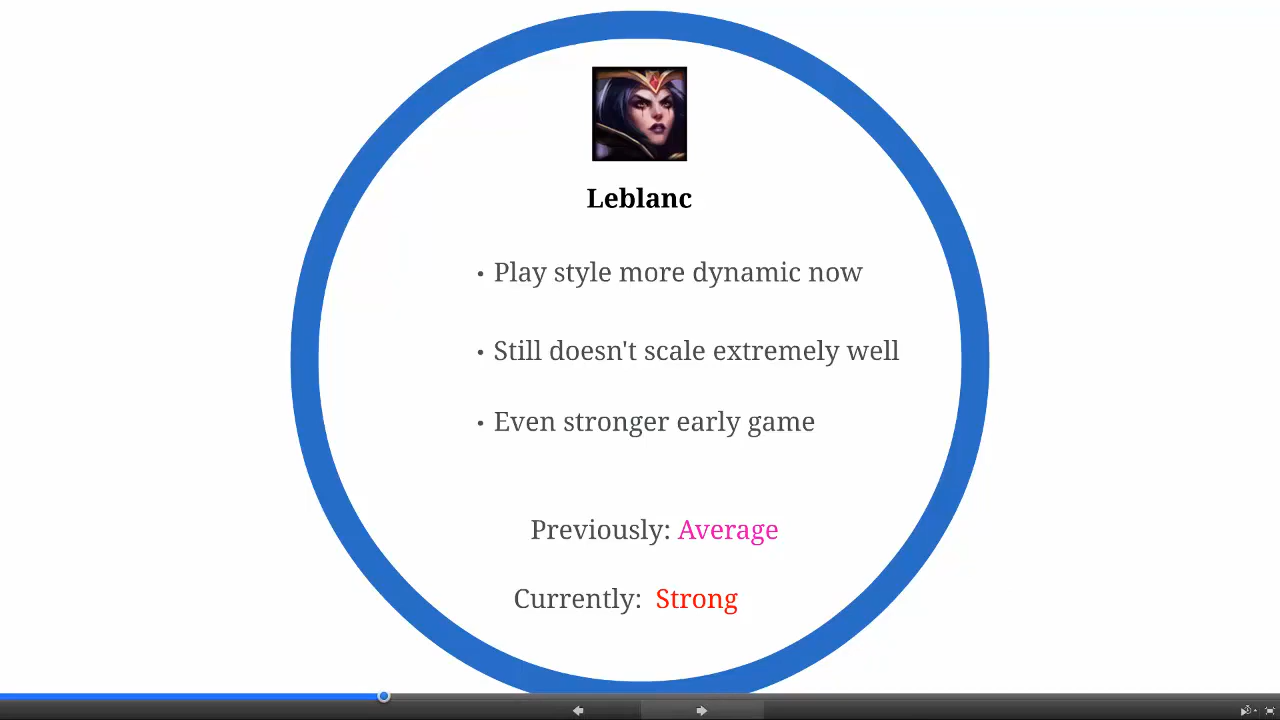 Leblanc
• Play style more dynamic now
• Still doesn't scale extremely well
• Even stronger early game
Previously: Average
Currently: Strong